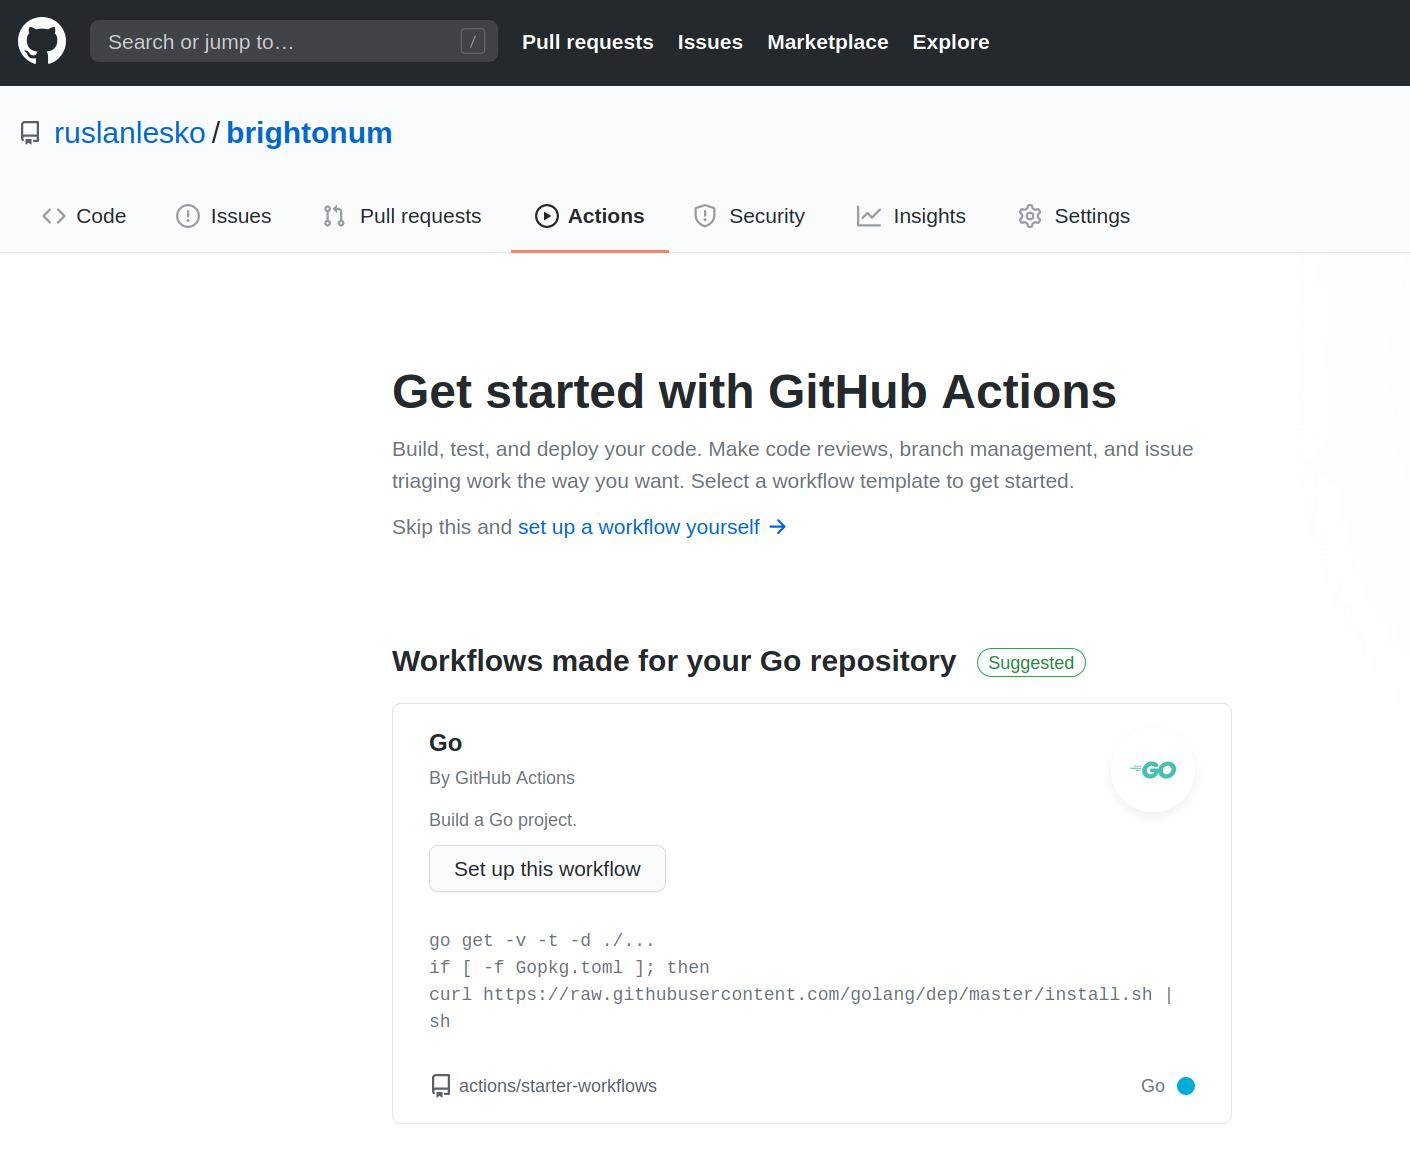 Search or jump to… /
Pull requests Issues Marketplace Explore
ruslanlesko / brightonum
Code Issues Pull requests Actions Security Insights Settings
Get started with GitHub Actions
Build, test, and deploy your code. Make code reviews, branch management, and issue
triaging work the way you want. Select a workflow template to get started.
Skip this and set up a workflow yourself →
Workflows made for your Go repository Suggested
Go
By GitHub Actions
GO
Build a Go project.
Set up this workflow
go get -v -t -d ./...
if [ -f Gopkg.toml ]; then
curl https://raw.githubusercontent.com/golang/dep/master/install.sh |
sh
actions/starter-workflows
Go